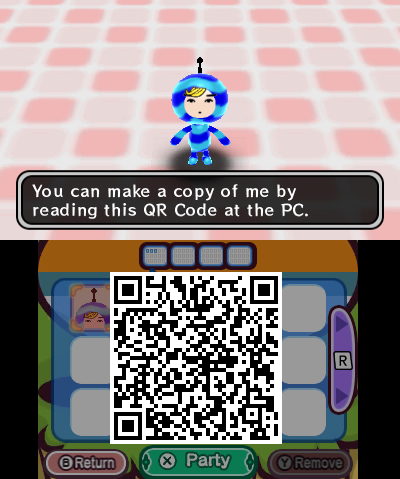 You can make a copy of me by
reading this QR Code at the PC.
R
B Return
X Party
Y Remove